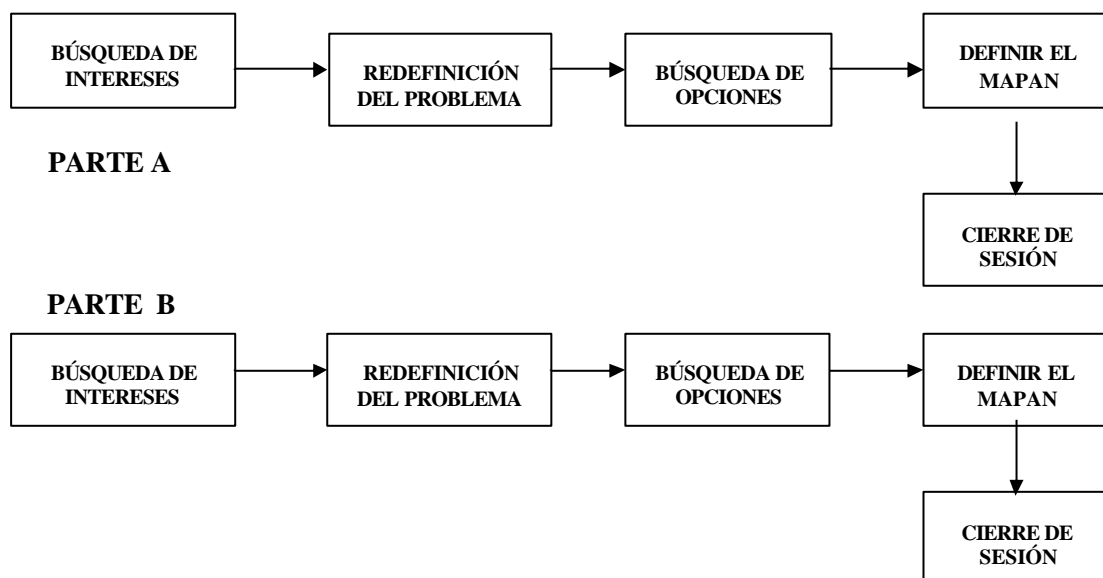 BÚSQUEDA DE
INTERESES
REDEFINICIÓN
DEL PROBLEMA
BÚSQUEDA DE
OPCIONES
DEFINIR EL
MAPAN
PARTE A
CIERRE DE
SESIÓN
PARTE B
BÚSQUEDA DE
INTERESES
REDEFINICIÓN
DEL PROBLEMA
BÚSQUEDA DE
OPCIONES
DEFINIR EL
MAPAN
CIERRE DE
SESIÓN